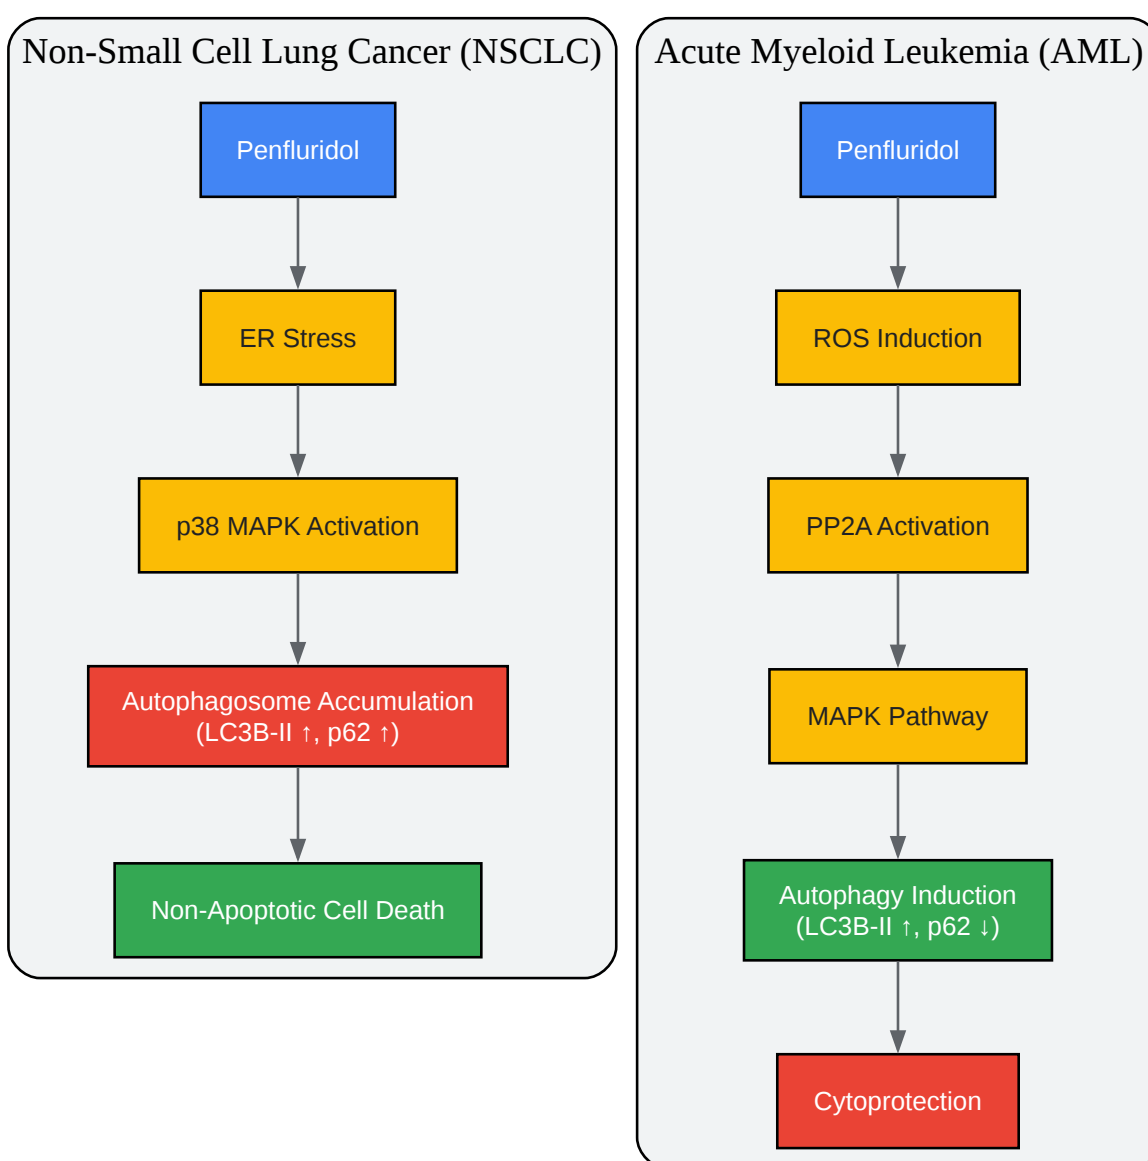 Non-Small Cell Lung Cancer (NSCLC)
Penfluridol
ER Stress
p38 MAPK Activation
Autophagosome Accumulation
(LC3B-II ↑, p62 ↑)
Non-Apoptotic Cell Death
Acute Myeloid Leukemia (AML)
Penfluridol
ROS Induction
PP2A Activation
MAPK Pathway
Autophagy Induction
(LC3B-II ↑, p62 ↓)
Cytoprotection